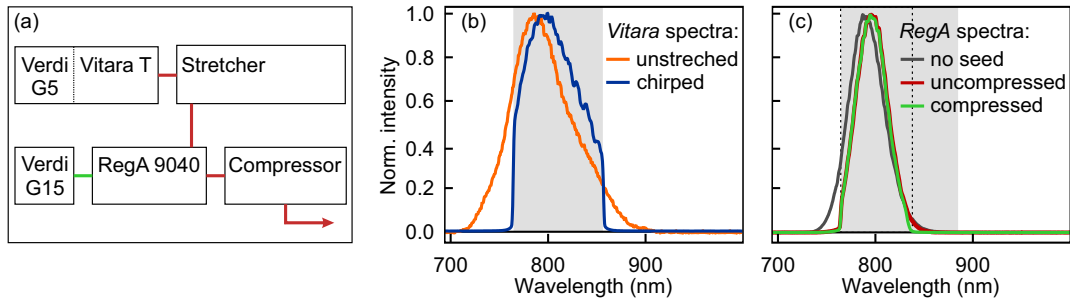 (a)
Verdi
G5
Vitara T
Stretcher
Verdi
G15
RegA 9040
Compressor
(b)
Vitara spectra:
unstreched
chirped
Norm. intensity
1.0
0.8
0.6
0.4
0.2
0.0
700
800
900
Wavelength (nm)
(c)
RegA spectra:
no seed
uncompressed
compressed
700
800
900
Wavelength (nm)